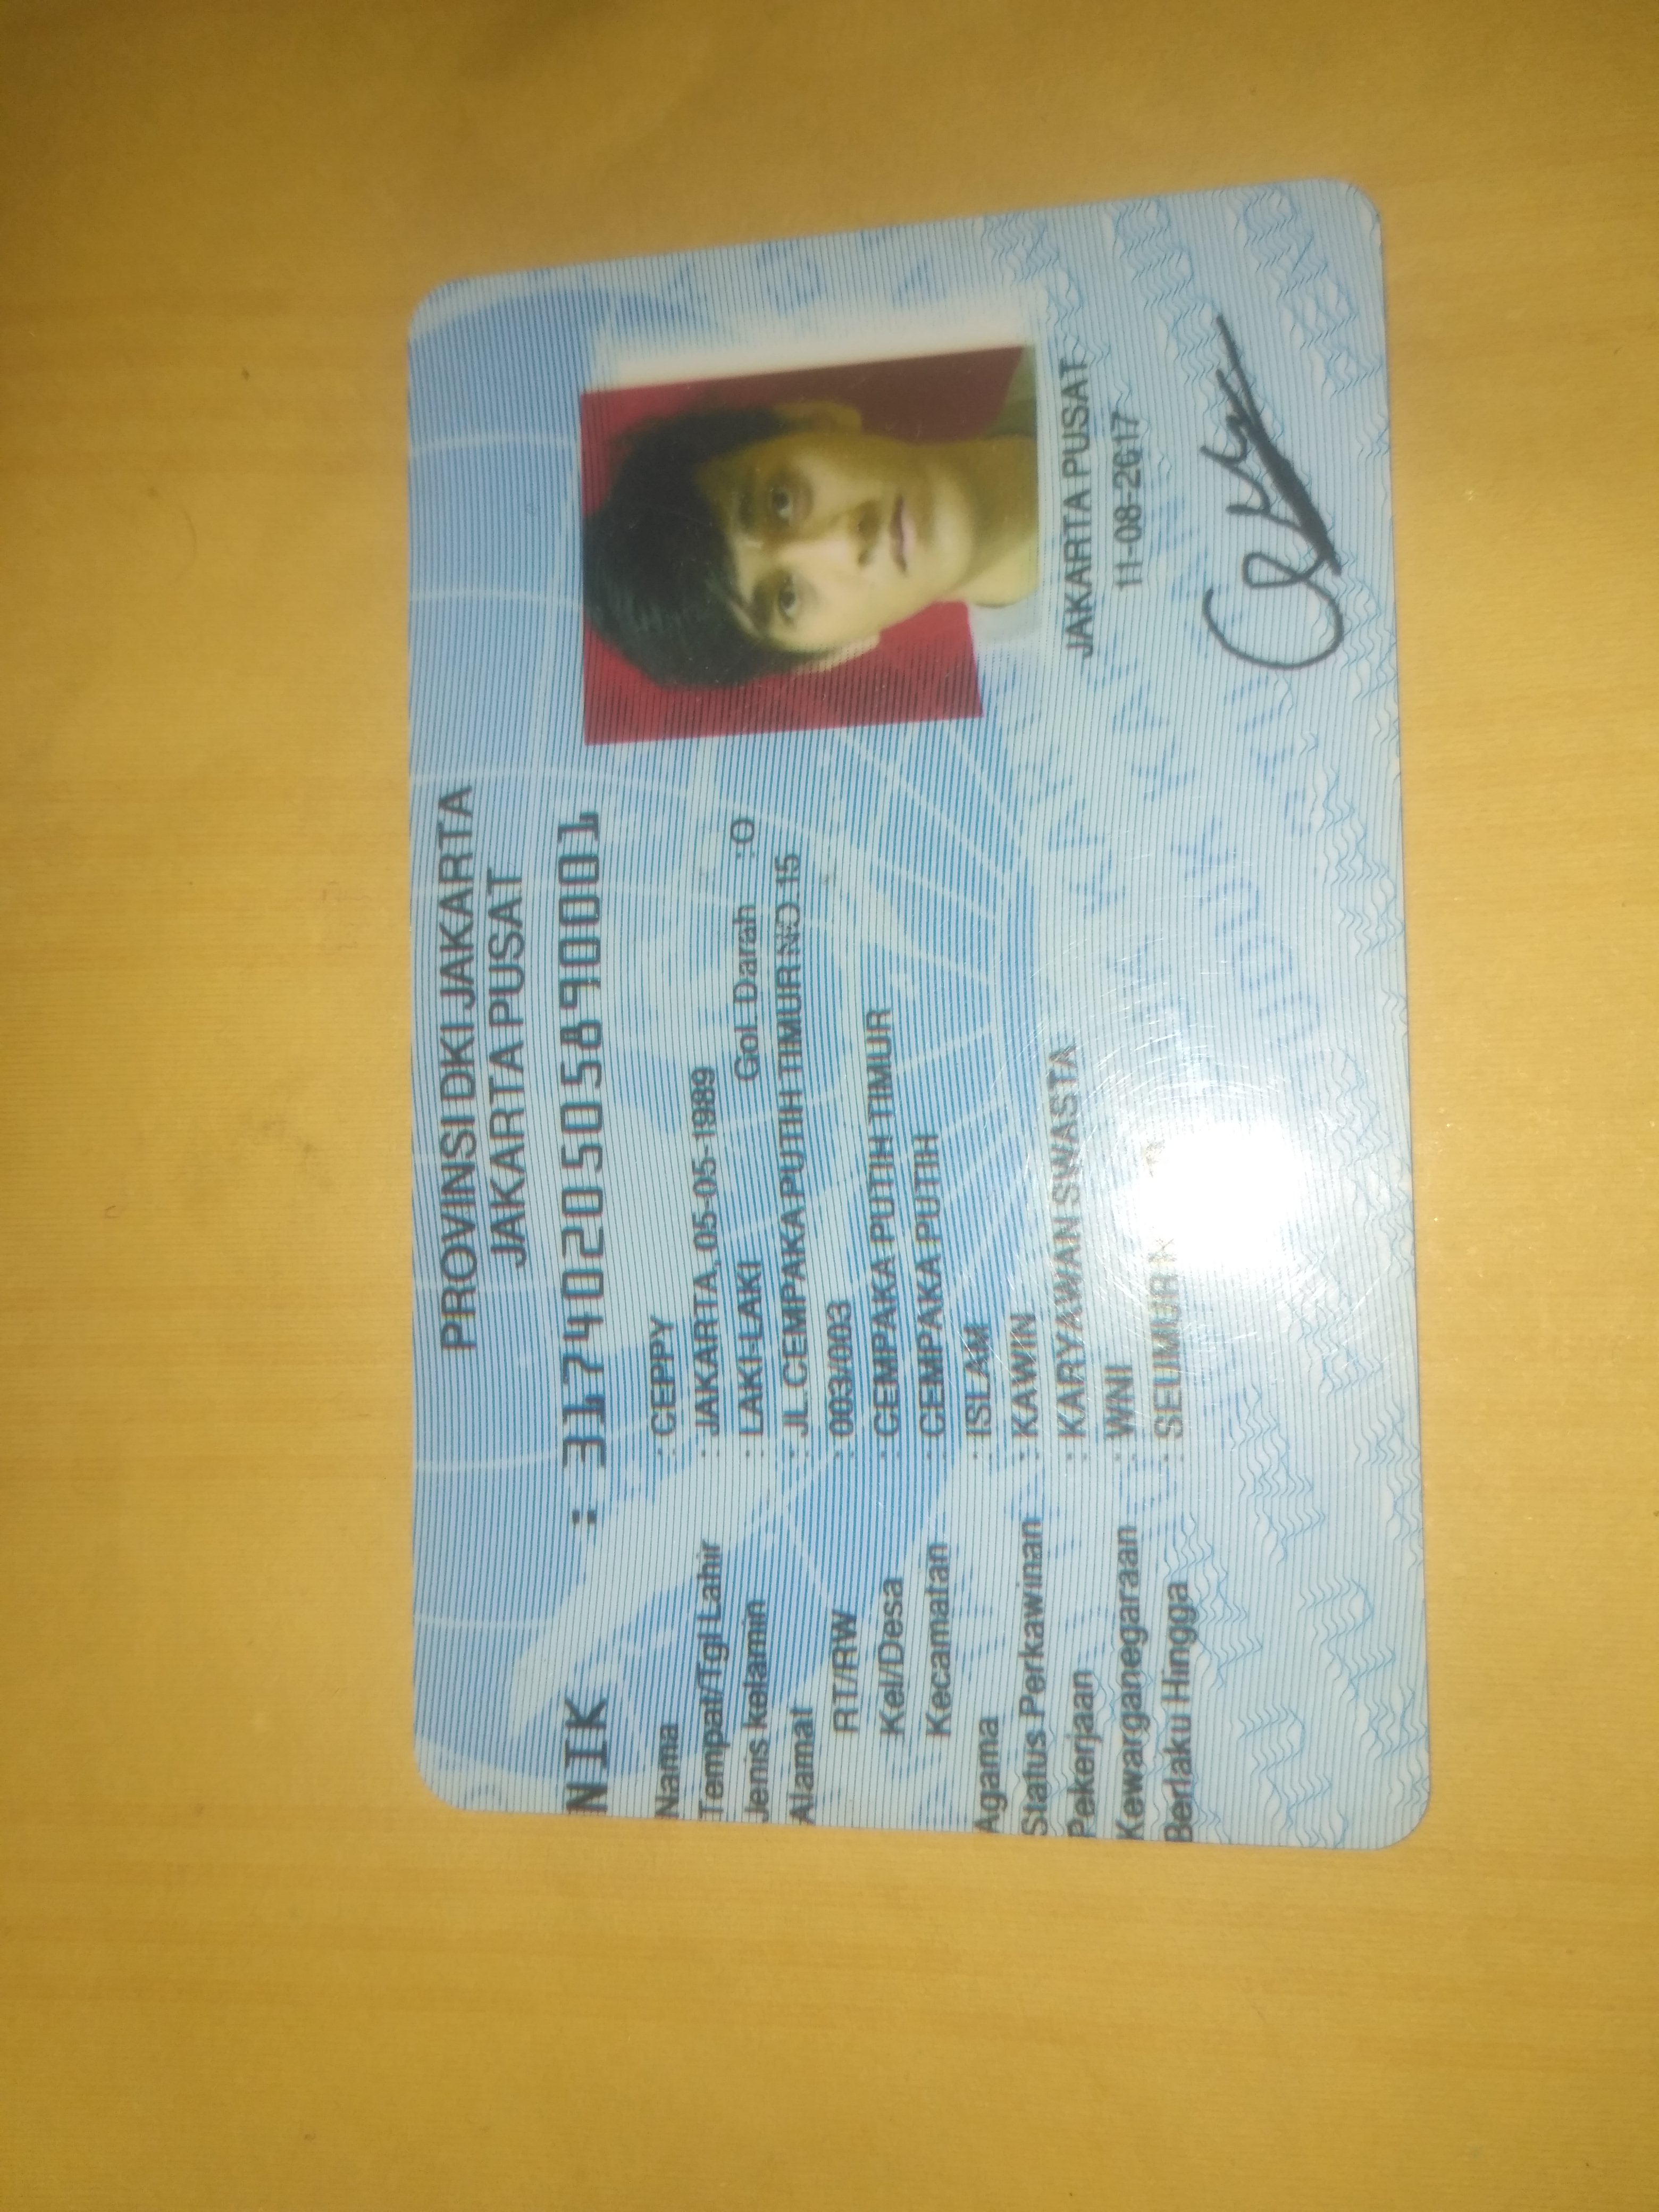 PROVINSI DKI JAKARTA
JAKARTA PUSAT
NIK : 3174020505890001
Nama : CEPPY
Tempat/Tgl Lahir : JAKARTA, 05-05-1989
Jenis kelamin : LAKI-LAKI Gol. Darah : O
Alamat : JL.CEMPAKA PUTIH TIMUR NO.15
RT/RW : 003/003
Kel/Desa : CEMPAKA PUTIH TIMUR
Kecamatan : CEMPAKA PUTIH
Agama : ISLAM
Status Perkawinan : KAWIN
Pekerjaan : KARYAWAN SWASTA
Kewarganegaraan : WNI
Berlaku Hingga : SEUMUR
JAKARTA PUSAT
11-08-2017